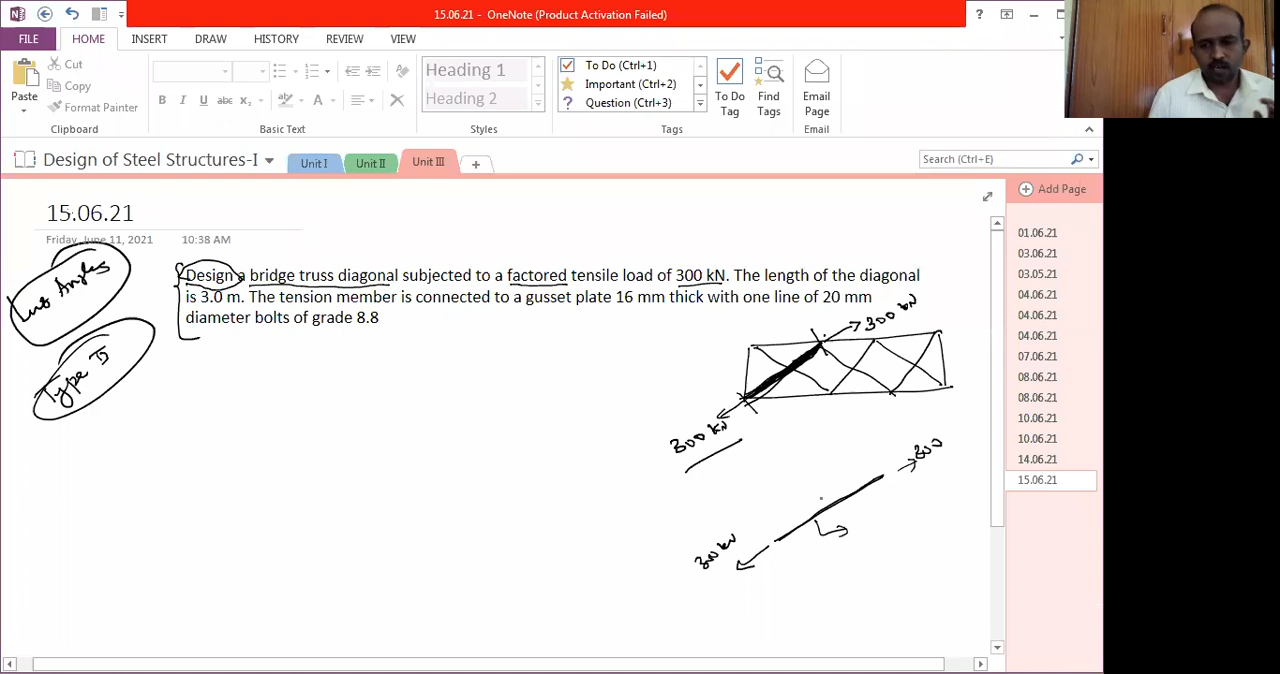 15.06.21 - OneNote (Product Activation Failed)
FILE HOME INSERT DRAW HISTORY REVIEW VIEW
Paste
Cut
Copy
Format Painter
Clipboard
B I U abc x₂ A
Basic Text
Heading 1
Heading 2
Styles
To Do (Ctrl+1)
Important (Ctrl+2)
Question (Ctrl+3)
To Do Tag
Find Tags
Tags
Email Page
Email
Design of Steel Structures-I
Unit I Unit II Unit III
Search (Ctrl+E)
15.06.21
Friday, June 11, 2021 10:38 AM
Design a bridge truss diagonal subjected to a factored tensile load of 300 kN. The length of the diagonal
is 3.0 m. The tension member is connected to a gusset plate 16 mm thick with one line of 20 mm
diameter bolts of grade 8.8
Lug Angles
Type
300 kN
300 kN
300
300 kN
Add Page
01.06.21
03.06.21
03.05.21
04.06.21
04.06.21
04.06.21
07.06.21
08.06.21
08.06.21
10.06.21
10.06.21
14.06.21
15.06.21